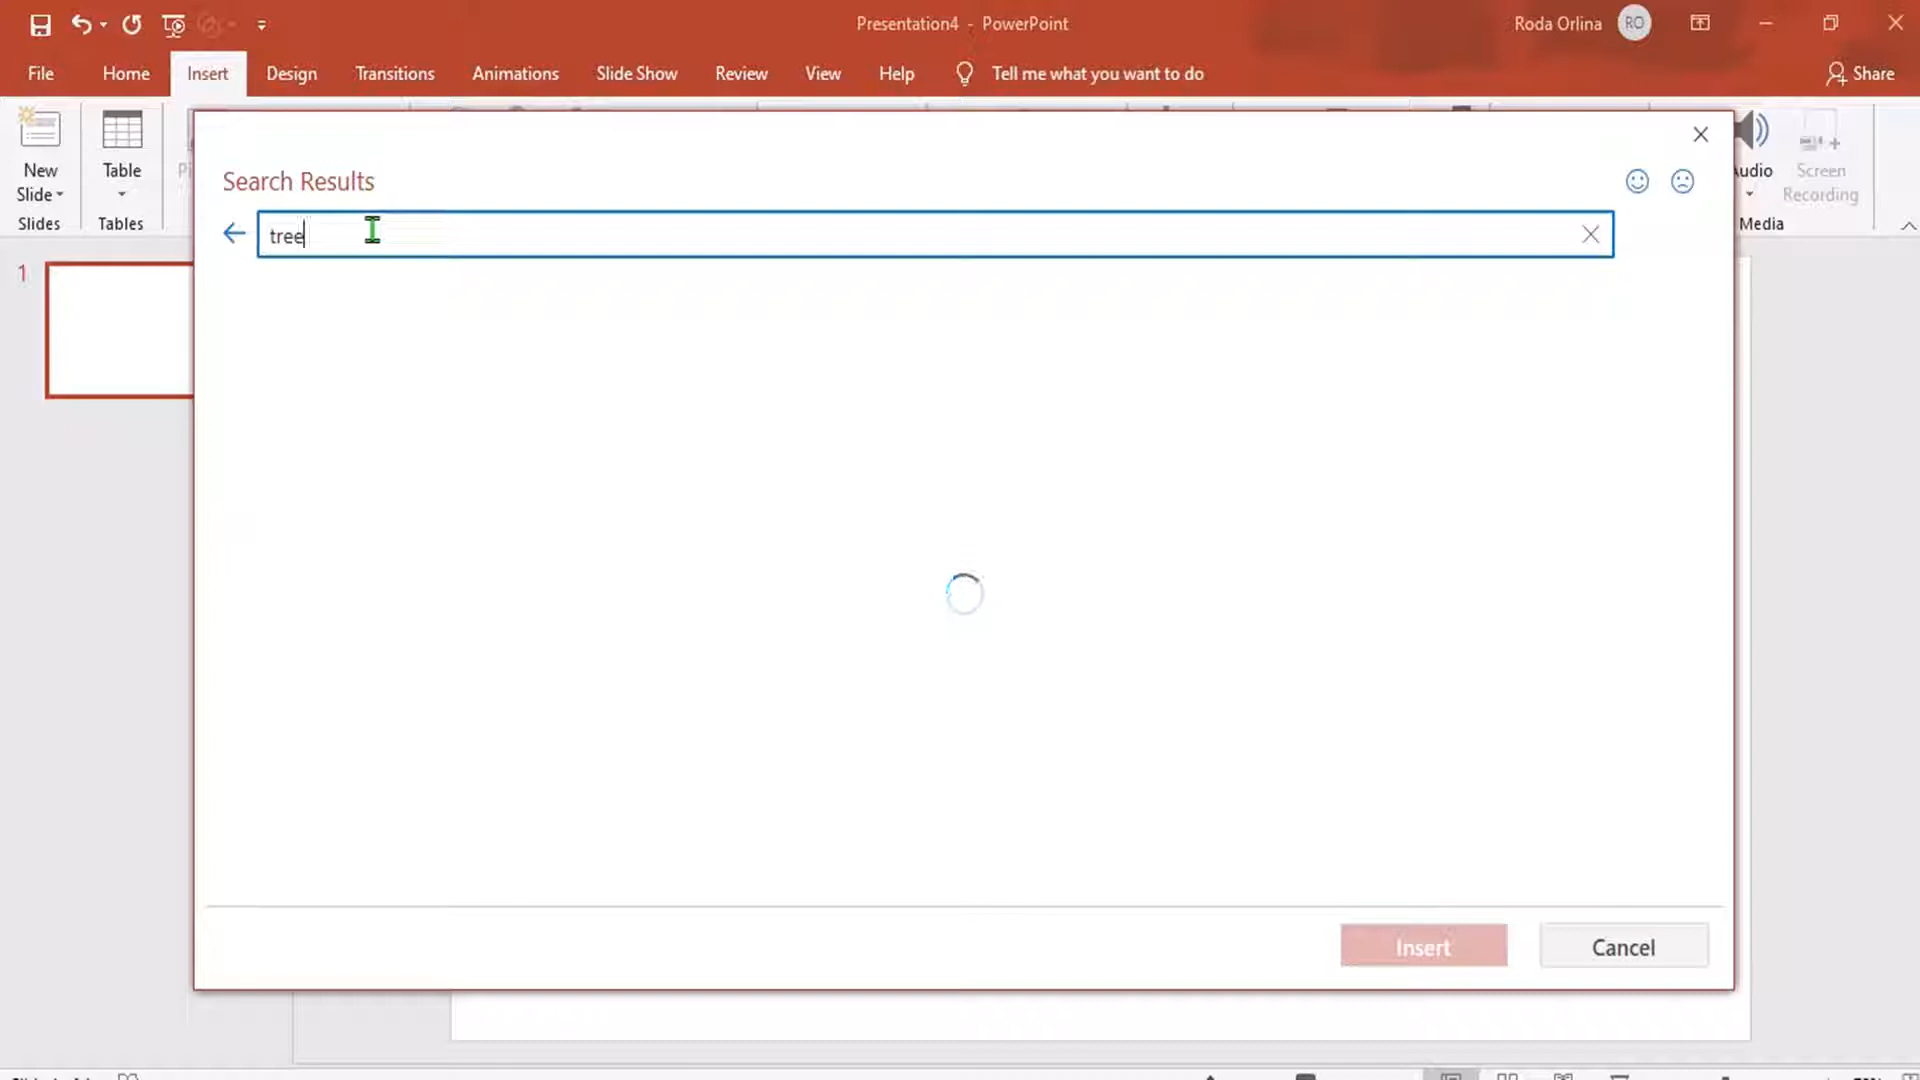 Presentation4 - PowerPoint
Roda Orlina
RO
File
Home
Insert
Design
Transitions
Animations
Slide Show
Review
View
Help
Tell me what you want to do
Share
New
Slide
Slides
Table
Tables
Screen
Recording
Media
Search Results
tree
1
Insert
Cancel